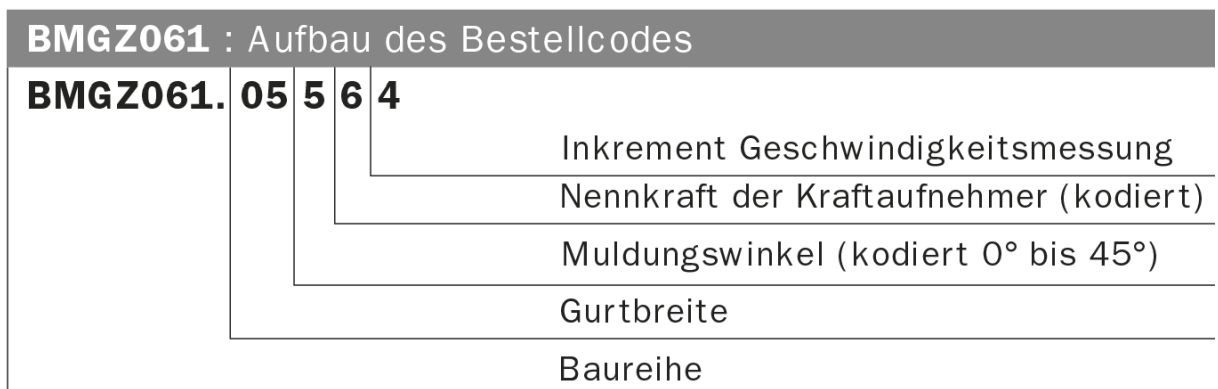 BMGZ061 : Aufbau des Bestellcodes
BMGZ061. 05 5 6 4
Inkrement Geschwindigkeitsmessung
Nennkraft der Kraftaufnehmer (kodiert)
Muldungswinkel (kodiert 0° bis 45°)
Gurtbreite
Baureihe